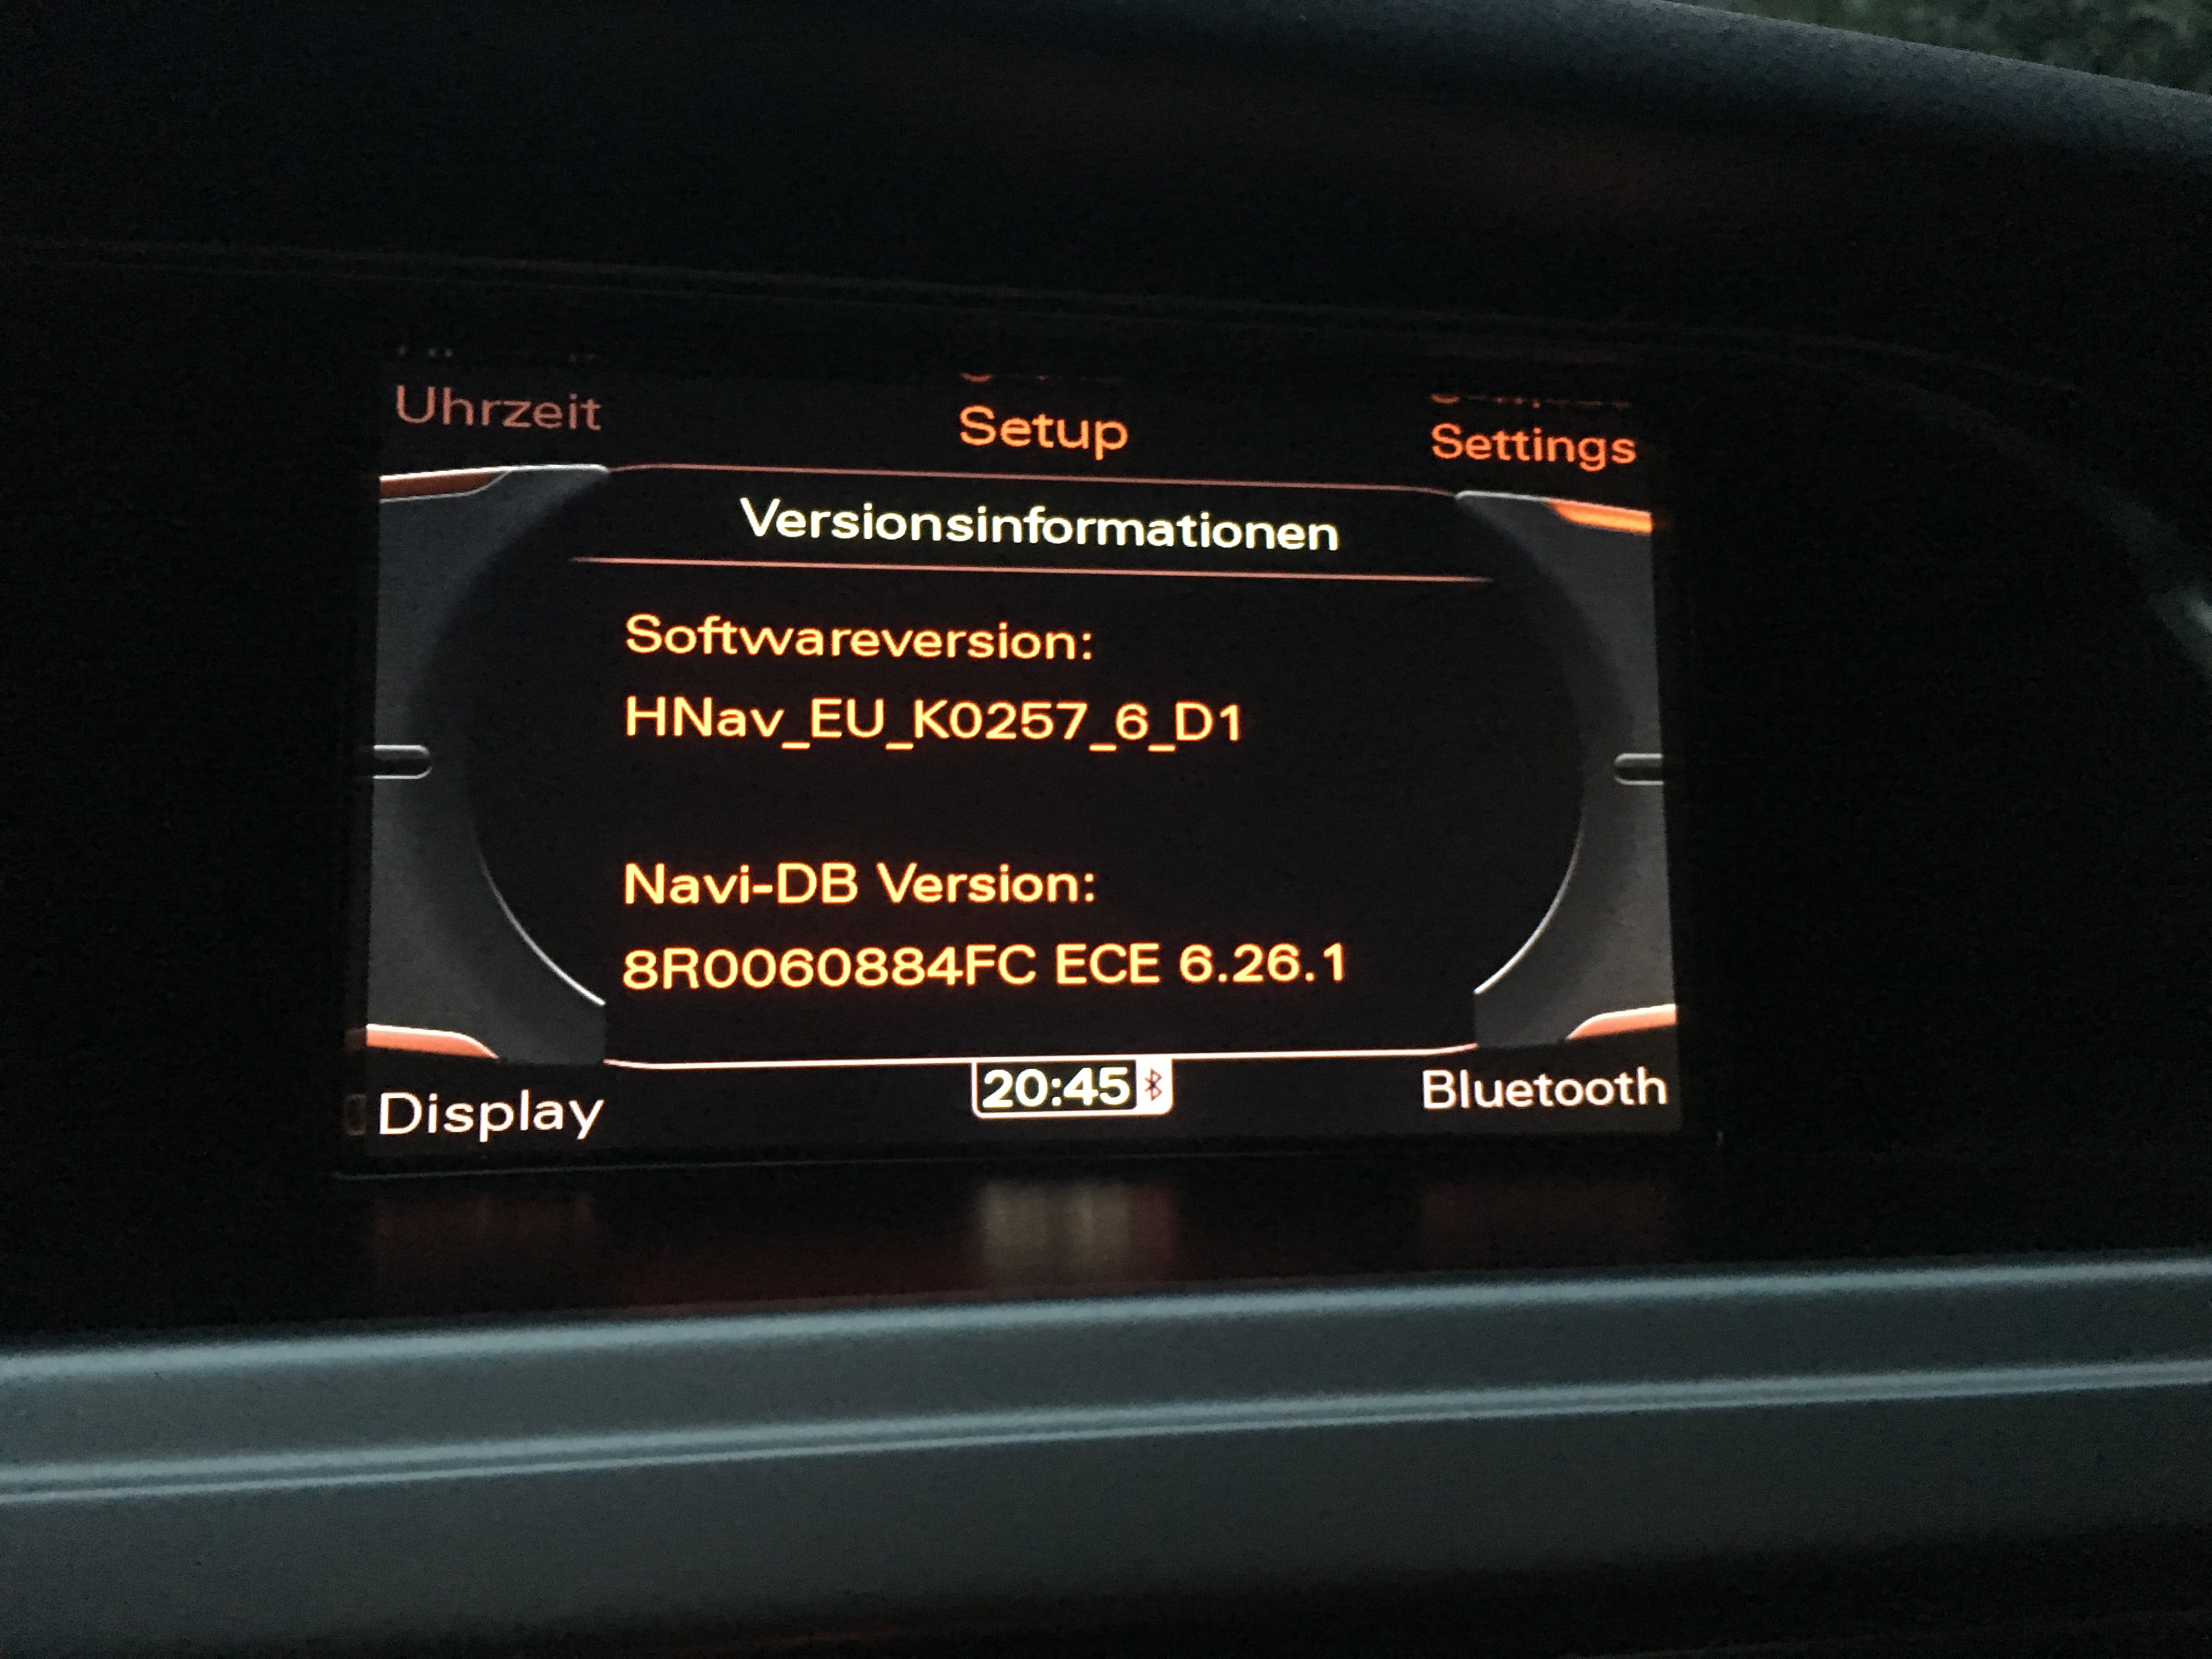 Uhrzeit
Setup
Settings
Versionsinformationen
Softwareversion:
HNav_EU_K0257_6_D1
Navi-DB Version:
8R0060884FC ECE 6.26.1
Display
20:45
Bluetooth